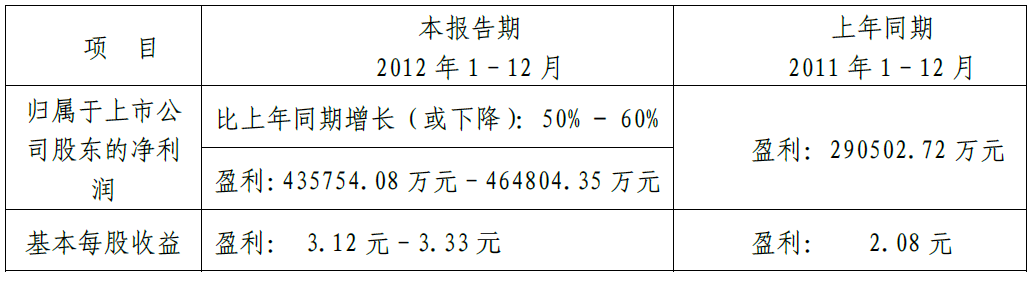 项 目
本报告期
2012 年 1－12 月
上年同期
2011 年 1－12 月
归属于上市公
司股东的净利
润
比上年同期增长（或下降）：50% - 60%
盈利：435754.08 万元－464804.35 万元
盈利：290502.72 万元
基本每股收益
盈利： 3.12 元－3.33 元
盈利： 2.08 元